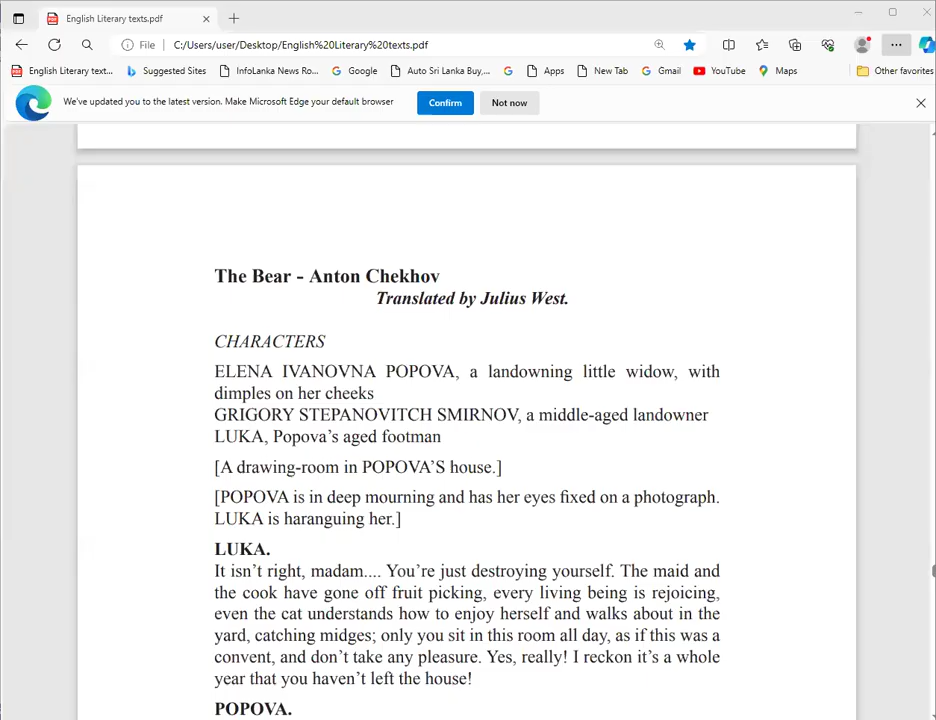 English Literary texts.pdf
File
C:/Users/user/Desktop/English%20Literary%20texts.pdf
English Literary text... Suggested Sites InfoLanka News Ro... Google Auto Sri Lanka Buy,... Apps New Tab Gmail YouTube Maps Other favorites
We've updated you to the latest version. Make Microsoft Edge your default browser Confirm Not now
The Bear - Anton Chekhov
Translated by Julius West.
CHARACTERS
ELENA IVANOVNA POPOVA, a landowning little widow, with
dimples on her cheeks
GRIGORY STEPANOVITCH SMIRNOV, a middle-aged landowner
LUKA, Popova's aged footman
[A drawing-room in POPOVA'S house.]
[POPOVA is in deep mourning and has her eyes fixed on a photograph.
LUKA is haranguing her.]
LUKA.
It isn't right, madam.... You're just destroying yourself. The maid and
the cook have gone off fruit picking, every living being is rejoicing,
even the cat understands how to enjoy herself and walks about in the
yard, catching midges; only you sit in this room all day, as if this was a
convent, and don't take any pleasure. Yes, really! I reckon it's a whole
year that you haven't left the house!
POPOVA.